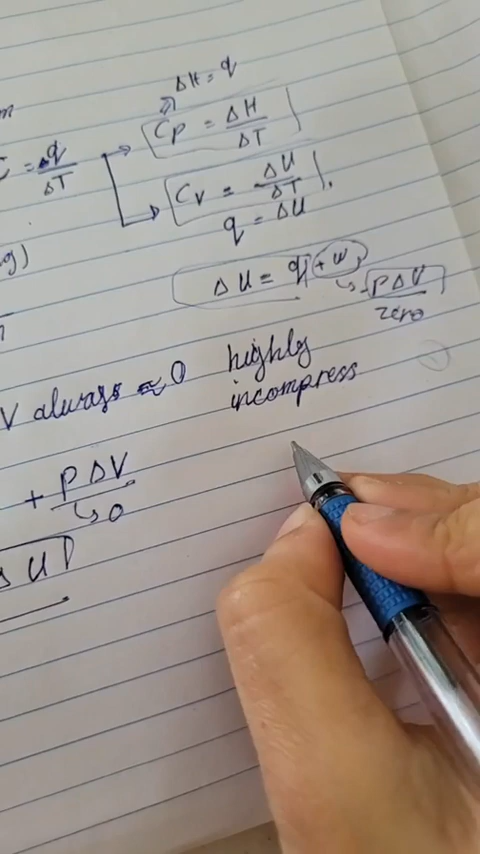 m
ΔH = q
C = q/ΔT → Cp = ΔH/ΔT
→ Cv = ΔU/ΔT
q = ΔU
g)
ΔU = q + w → -PΔV
zero
V always ≈ 0 highly
incompress
+ PΔV
↳ 0
Δ U